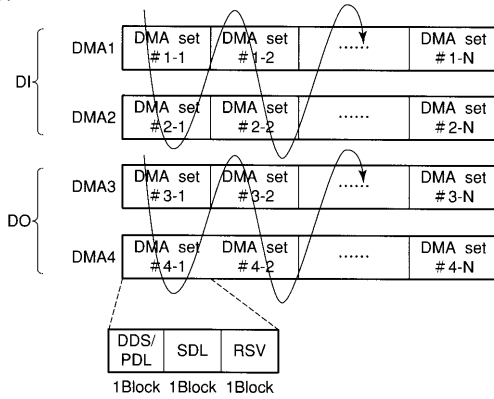 DI
DMA1
DMA set #1-1
DMA set #1-2
......
DMA set #1-N
DMA2
DMA set #2-1
DMA set #2-2
......
DMA set #2-N
DO
DMA3
DMA set #3-1
DMA set #3-2
......
DMA set #3-N
DMA4
DMA set #4-1
DMA set #4-2
......
DMA set #4-N
DDS/
PDL
SDL
RSV
1Block 1Block 1Block